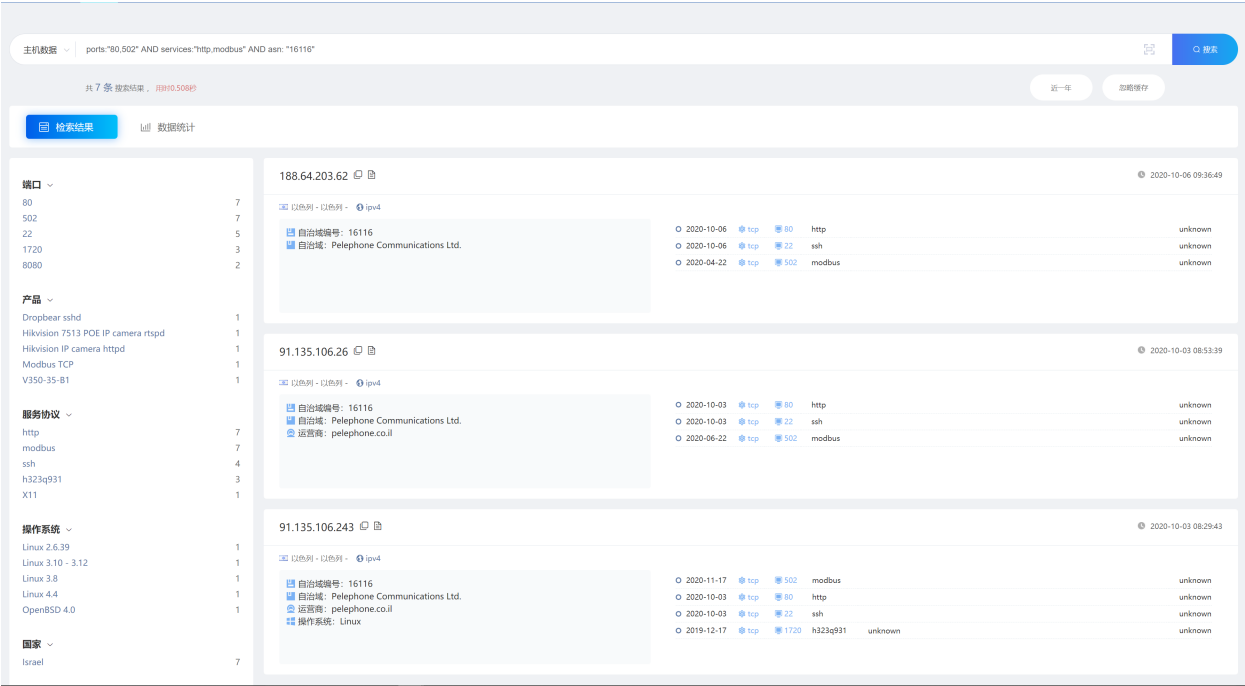 主机数据 ports:"80,502" AND services:"http,modbus" AND asn: "16116" 搜索
共 7 条 搜索结果， 用时0.508秒 近一年 忽略缓存
检索结果 数据统计
端口
80 7
502 7
22 5
1720 3
8080 2
产品
Dropbear sshd 1
Hikvision 7513 POE IP camera rtspd 1
Hikvision IP camera httpd 1
Modbus TCP 1
V350-35-B1 1
服务协议
http 7
modbus 7
ssh 4
h323q931 3
X11 1
操作系统
Linux 2.6.39 1
Linux 3.10 - 3.12 1
Linux 3.8 1
Linux 4.4 1
OpenBSD 4.0 1
国家
Israel 7
188.64.203.62 2020-10-06 09:36:49
以色列 - 以色列 - ipv4
自治域编号：16116
自治域：Pelephone Communications Ltd.
2020-10-06 tcp 80 http unknown
2020-10-06 tcp 22 ssh unknown
2020-04-22 tcp 502 modbus unknown
91.135.106.26 2020-10-03 08:53:39
以色列 - 以色列 - ipv4
自治域编号：16116
自治域：Pelephone Communications Ltd.
运营商：pelephone.co.il
2020-10-03 tcp 80 http unknown
2020-10-03 tcp 22 ssh unknown
2020-06-22 tcp 502 modbus unknown
91.135.106.243 2020-10-03 08:29:43
以色列 - 以色列 - ipv4
自治域编号：16116
自治域：Pelephone Communications Ltd.
运营商：pelephone.co.il
操作系统：Linux
2020-11-17 tcp 502 modbus unknown
2020-10-03 tcp 80 http unknown
2020-10-03 tcp 22 ssh unknown
2019-12-17 tcp 1720 h323q931 unknown unknown